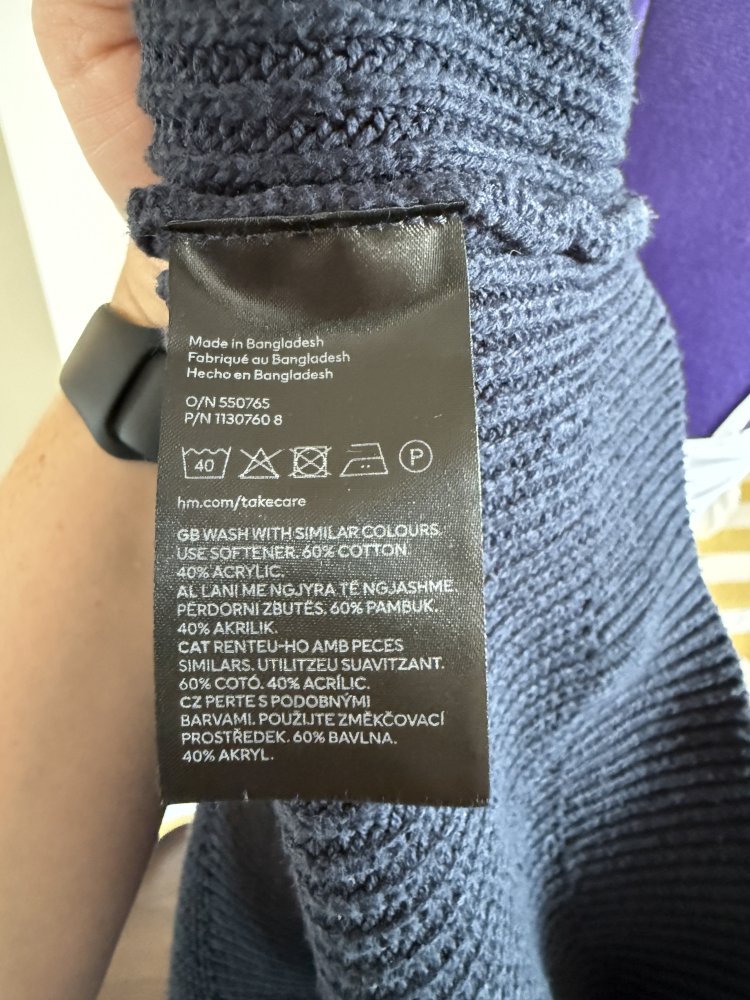 Made in Bangladesh
Fabriqué au Bangladesh
Hecho en Bangladesh
O/N 550765
P/N 1130760 8
40 P
hm.com/takecare
GB WASH WITH SIMILAR COLOURS.
USE SOFTENER. 60% COTTON.
40% ACRYLIC.
AL LANI ME NGJYRA TË NGJASHME.
PËRDORNI ZBUTËS. 60% PAMBUK.
40% AKRILIK.
CAT RENTEU-HO AMB PECES
SIMILARS. UTILITZEU SUAVITZANT.
60% COTÓ. 40% ACRÍLIC.
CZ PERTE S PODOBNÝMI
BARVAMI. POUŽIJTE ZMĚKČOVACÍ
PROSTŘEDEK. 60% BAVLNA.
40% AKRYL.